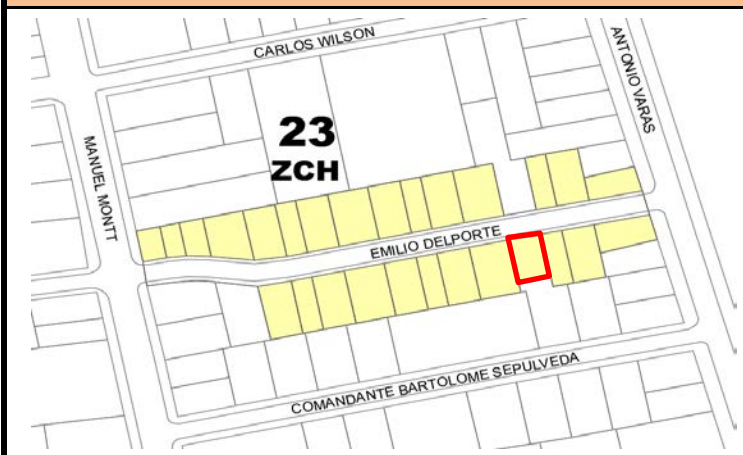 CARLOS WILSON
ANTONIO VARAS
23
ZCH
MANUEL MONTT
EMILIO DELPORTE
COMANDANTE BARTOLOME SEPULVEDA